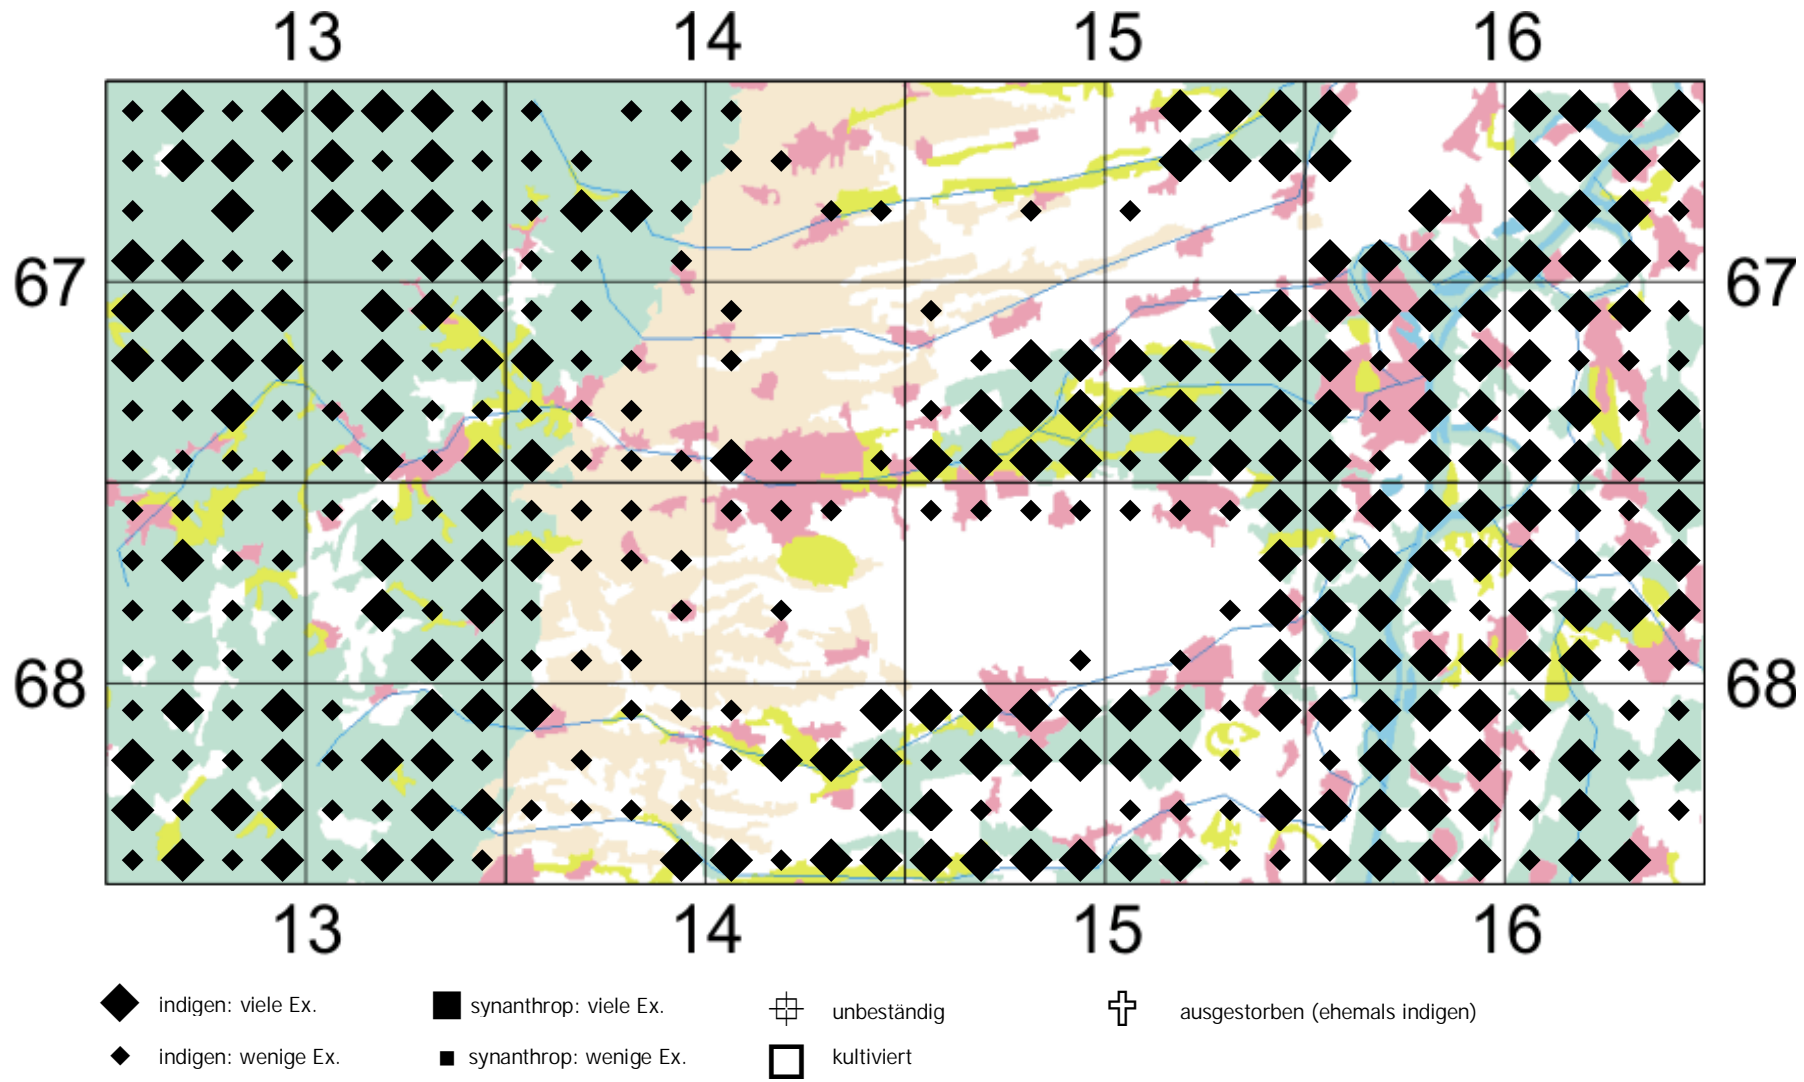 13 14 15 16
67 67
68 68
13 14 15 16
indigen: viele Ex. synanthrop: viele Ex. unbeständig ausgestorben (ehemals indigen)
indigen: wenige Ex. synanthrop: wenige Ex. kultiviert